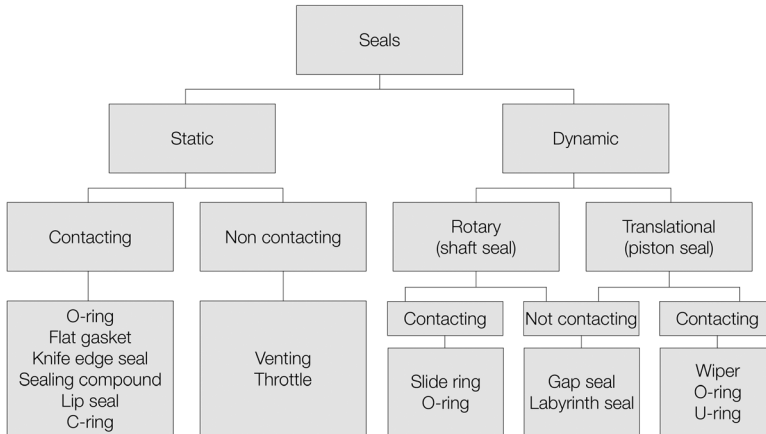 Seals
Static
Dynamic
Contacting
Non contacting
Rotary
(shaft seal)
Translational
(piston seal)
O-ring
Flat gasket
Knife edge seal
Sealing compound
Lip seal
C-ring
Venting
Throttle
Contacting
Not contacting
Contacting
Slide ring
O-ring
Gap seal
Labyrinth seal
Wiper
O-ring
U-ring